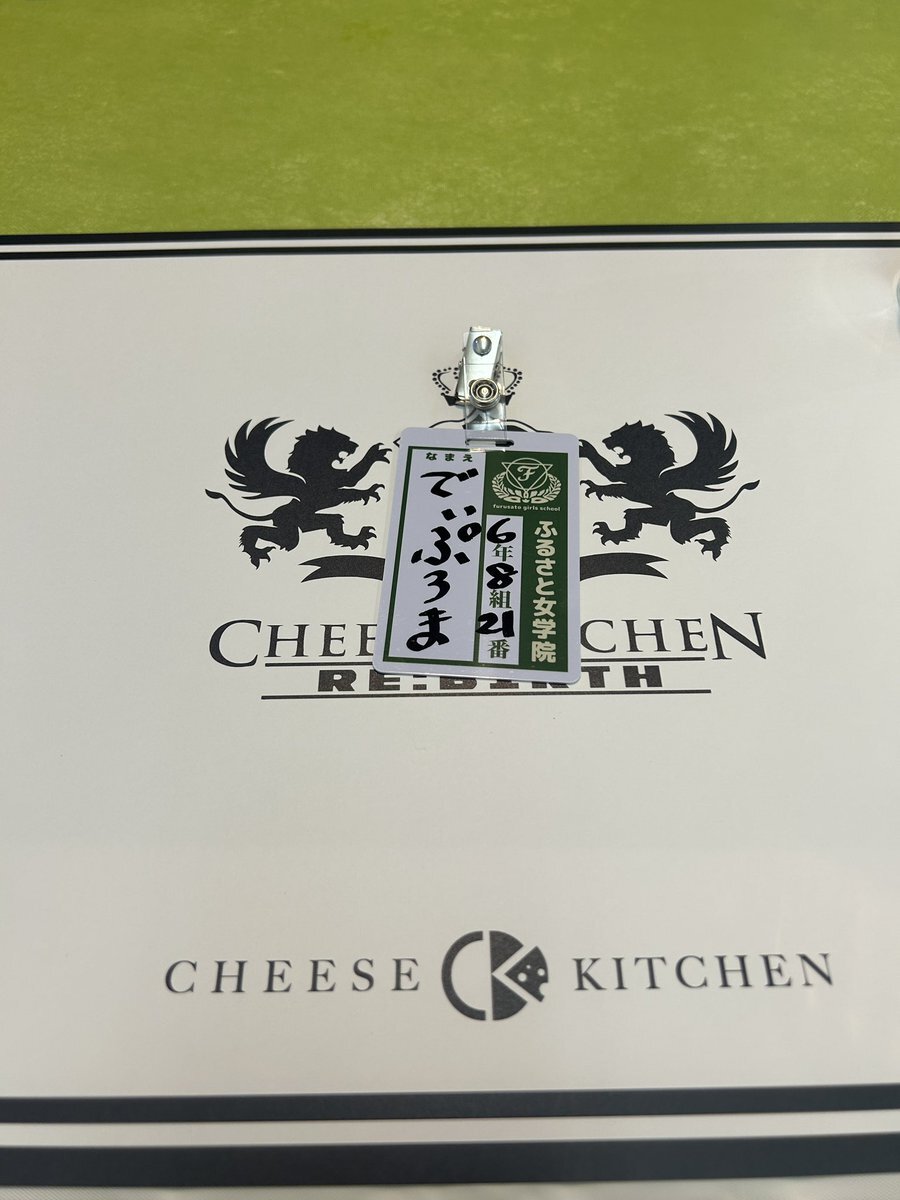 なまえ
でぃぷろま
furusato girls school
ふるさと女学院
6年8組21番
CHEESE KITCHEN
RE:BIRTH
CHEESE KITCHEN